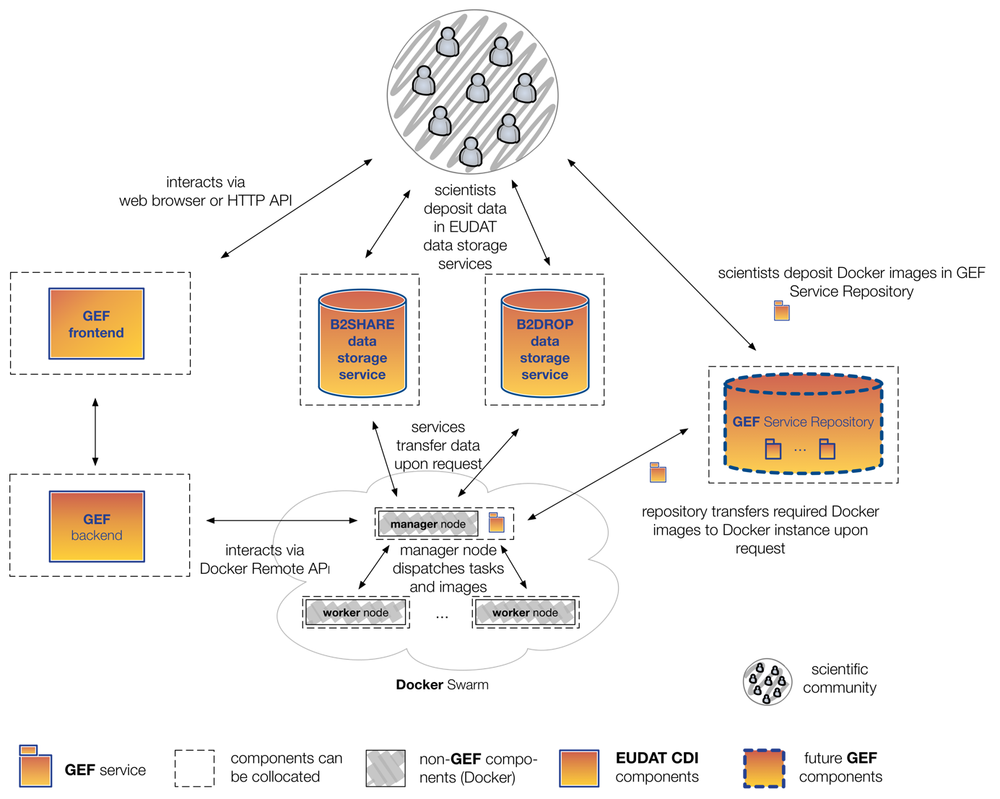 interacts via
web browser or HTTP API
scientists
deposit data
in EUDAT
data storage
services
scientists deposit Docker images in GEF
Service Repository
GEF
frontend
B2SHARE
data
storage
service
B2DROP
data
storage
service
GEF Service Repository
...
services
transfer data
upon request
GEF
backend
manager node
repository transfers required Docker
images to Docker instance upon
request
interacts via
Docker Remote API
manager node
dispatches tasks
and images
worker node
...
worker node
Docker Swarm
scientific
community
GEF service
components can
be collocated
non-GEF compo-
nents (Docker)
EUDAT CDI
components
future GEF
components